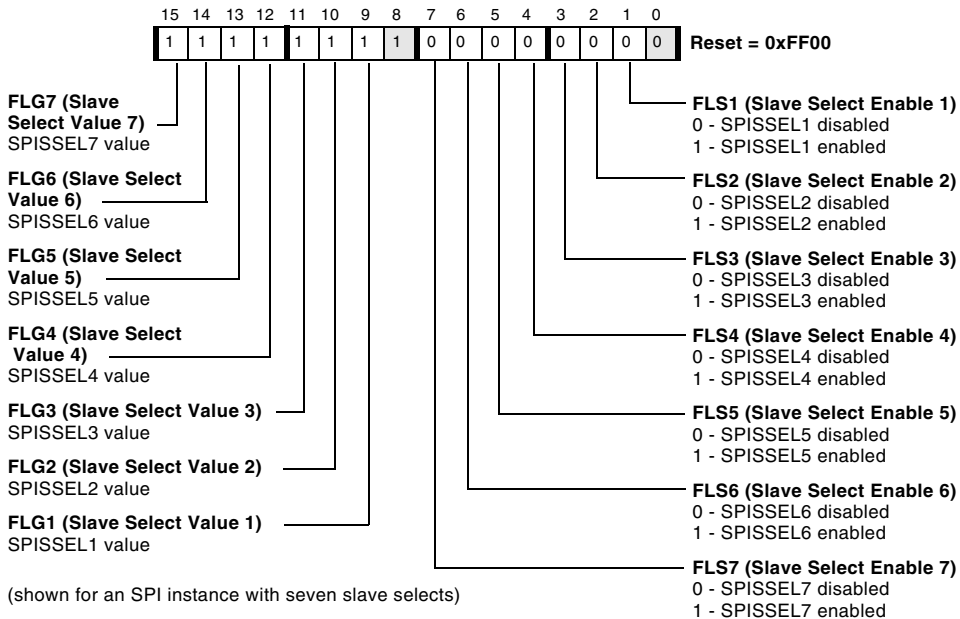 15 14 13 12 11 10 9 8 7 6 5 4 3 2 1 0
1 1 1 1 1 1 1 1 0 0 0 0 0 0 0 0 Reset = 0xFF00
FLG7 (Slave
Select Value 7)
SPISSEL7 value
FLG6 (Slave Select
Value 6)
SPISSEL6 value
FLG5 (Slave Select
Value 5)
SPISSEL5 value
FLG4 (Slave Select
Value 4)
SPISSEL4 value
FLG3 (Slave Select Value 3)
SPISSEL3 value
FLG2 (Slave Select Value 2)
SPISSEL2 value
FLG1 (Slave Select Value 1)
SPISSEL1 value
(shown for an SPI instance with seven slave selects)
FLS1 (Slave Select Enable 1)
0 - SPISSEL1 disabled
1 - SPISSEL1 enabled
FLS2 (Slave Select Enable 2)
0 - SPISSEL2 disabled
1 - SPISSEL2 enabled
FLS3 (Slave Select Enable 3)
0 - SPISSEL3 disabled
1 - SPISSEL3 enabled
FLS4 (Slave Select Enable 4)
0 - SPISSEL4 disabled
1 - SPISSEL4 enabled
FLS5 (Slave Select Enable 5)
0 - SPISSEL5 disabled
1 - SPISSEL5 enabled
FLS6 (Slave Select Enable 6)
0 - SPISSEL6 disabled
1 - SPISSEL6 enabled
FLS7 (Slave Select Enable 7)
0 - SPISSEL7 disabled
1 - SPISSEL7 enabled